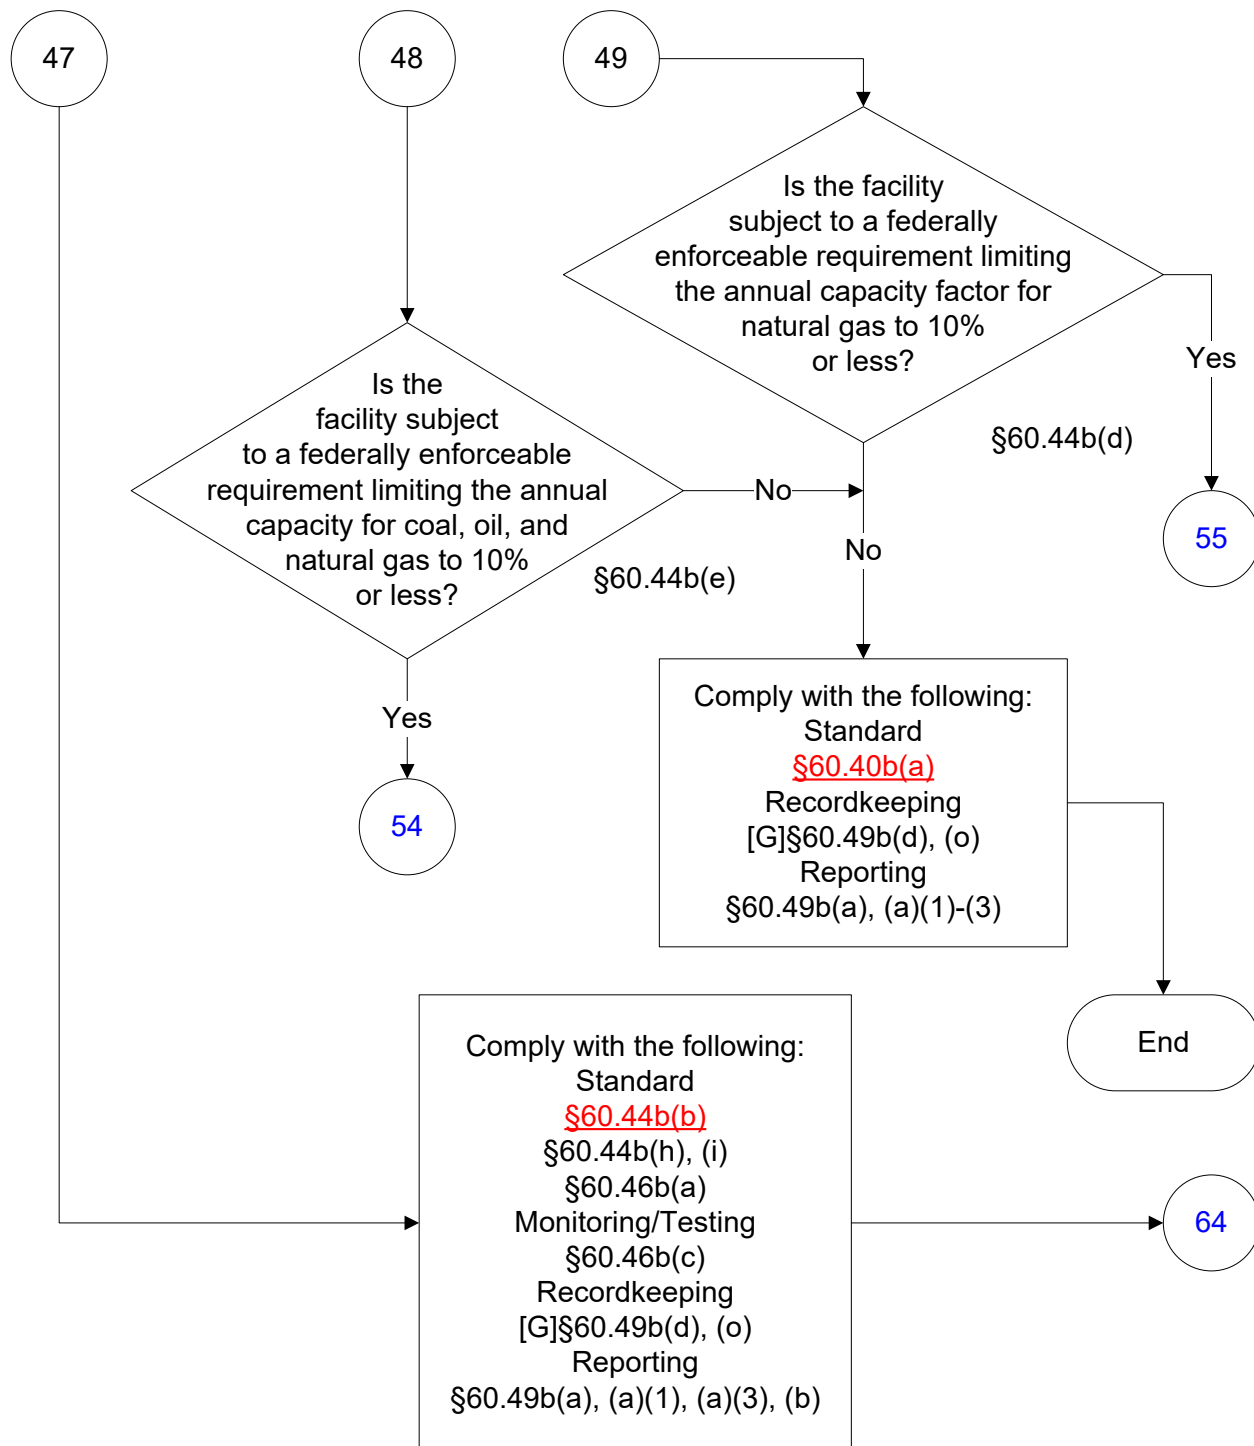 47
48
49
Is the facility
subject to a federally
enforceable requirement limiting
the annual capacity factor for
natural gas to 10%
or less?
Yes
§60.44b(d)
55
Is the
facility subject
to a federally enforceable
requirement limiting the annual
capacity for coal, oil, and
natural gas to 10%
or less?
No
No
§60.44b(e)
Yes
54
Comply with the following:
Standard
§60.40b(a)
Recordkeeping
[G]§60.49b(d), (o)
Reporting
§60.49b(a), (a)(1)-(3)
End
Comply with the following:
Standard
§60.44b(b)
§60.44b(h), (i)
§60.46b(a)
Monitoring/Testing
§60.46b(c)
Recordkeeping
[G]§60.49b(d), (o)
Reporting
§60.49b(a), (a)(1), (a)(3), (b)
64